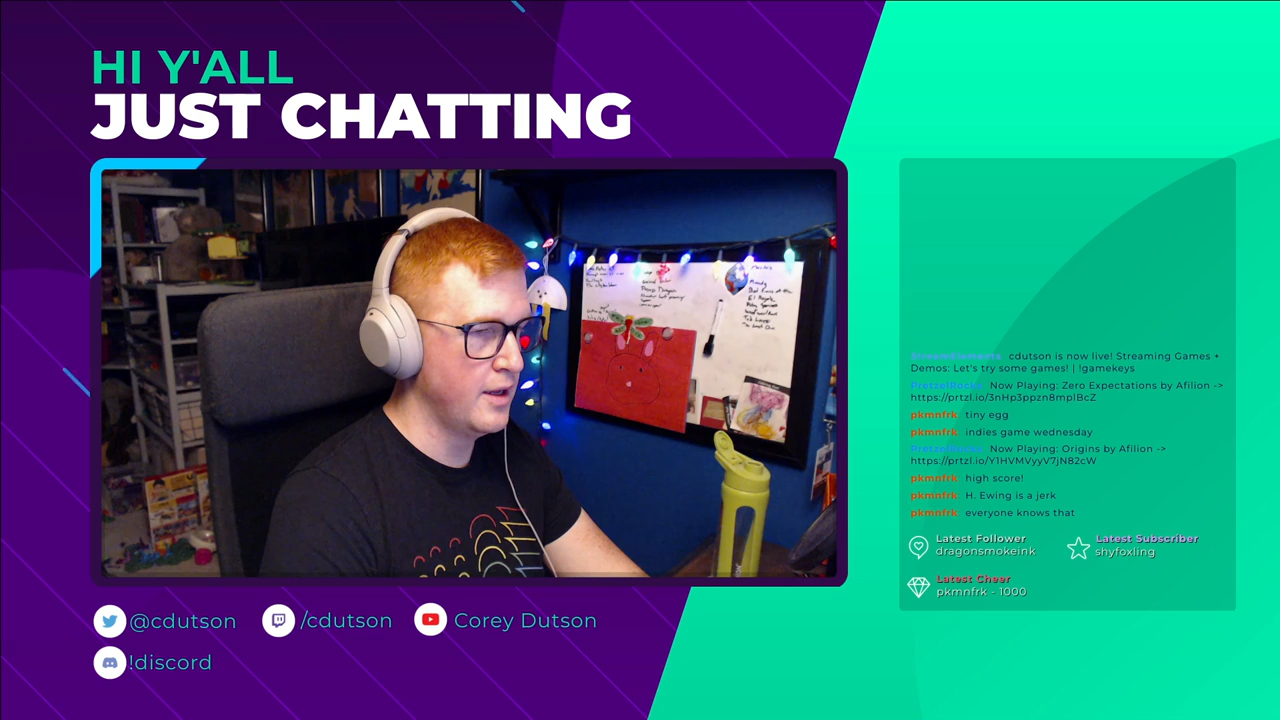 HI Y'ALL
JUST CHATTING
StreamElements cdutson is now live! Streaming Games +
Demos: Let's try some games! | !gamekeys
PretzelRocks Now Playing: Zero Expectations by Afilion ->
https://prtzl.io/3nHp3ppzn8mplBcZ
pkmnfrk tiny egg
pkmnfrk indies game wednesday
PretzelRocks Now Playing: Origins by Afilion ->
https://prtzl.io/Y1HVMVyyV7jN82cW
pkmnfrk high score!
pkmnfrk H. Ewing is a jerk
pkmnfrk everyone knows that
Latest Follower
dragonsmokeink
Latest Subscriber
shyfoxling
Latest Cheer
pkmnfrk - 1000
@cdutson
/cdutson
Corey Dutson
!discord